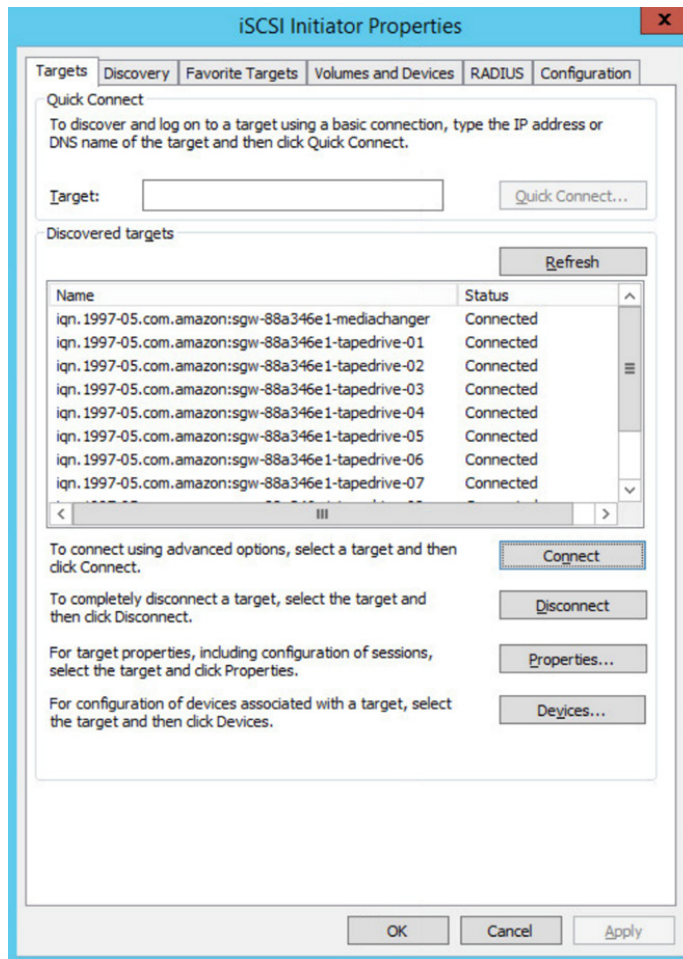 iSCSI Initiator Properties
x
Targets Discovery Favorite Targets Volumes and Devices RADIUS Configuration
Quick Connect
To discover and log on to a target using a basic connection, type the IP address or
DNS name of the target and then click Quick Connect.
Target:
Quick Connect...
Discovered targets
Refresh
Name Status
iqn.1997-05.com.amazon:sgw-88a346e1-mediachanger Connected
iqn.1997-05.com.amazon:sgw-88a346e1-tapedrive-01 Connected
iqn.1997-05.com.amazon:sgw-88a346e1-tapedrive-02 Connected
iqn.1997-05.com.amazon:sgw-88a346e1-tapedrive-03 Connected
iqn.1997-05.com.amazon:sgw-88a346e1-tapedrive-04 Connected
iqn.1997-05.com.amazon:sgw-88a346e1-tapedrive-05 Connected
iqn.1997-05.com.amazon:sgw-88a346e1-tapedrive-06 Connected
iqn.1997-05.com.amazon:sgw-88a346e1-tapedrive-07 Connected
To connect using advanced options, select a target and then
click Connect.
Connect
To completely disconnect a target, select the target and
then click Disconnect.
Disconnect
For target properties, including configuration of sessions,
select the target and click Properties.
Properties...
For configuration of devices associated with a target, select
the target and then click Devices.
Devices...
OK Cancel Apply